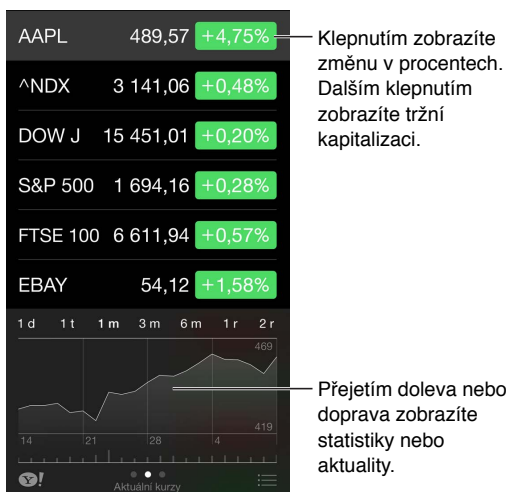 AAPL 489,57 +4,75%
^NDX 3 141,06 +0,48%
DOW J 15 451,01 +0,20%
S&P 500 1 694,16 +0,28%
FTSE 100 6 611,94 +0,57%
EBAY 54,12 +1,58%
1 d 1 t 1 m 3 m 6 m 1 r 2 r
469
419
14 21 28 4
Y!
Aktuální kurzy
Klepnutím zobrazíte
změnu v procentech.
Dalším klepnutím
zobrazíte tržní
kapitalizaci.
Přejetím doleva nebo
doprava zobrazíte
statistiky nebo
aktuality.